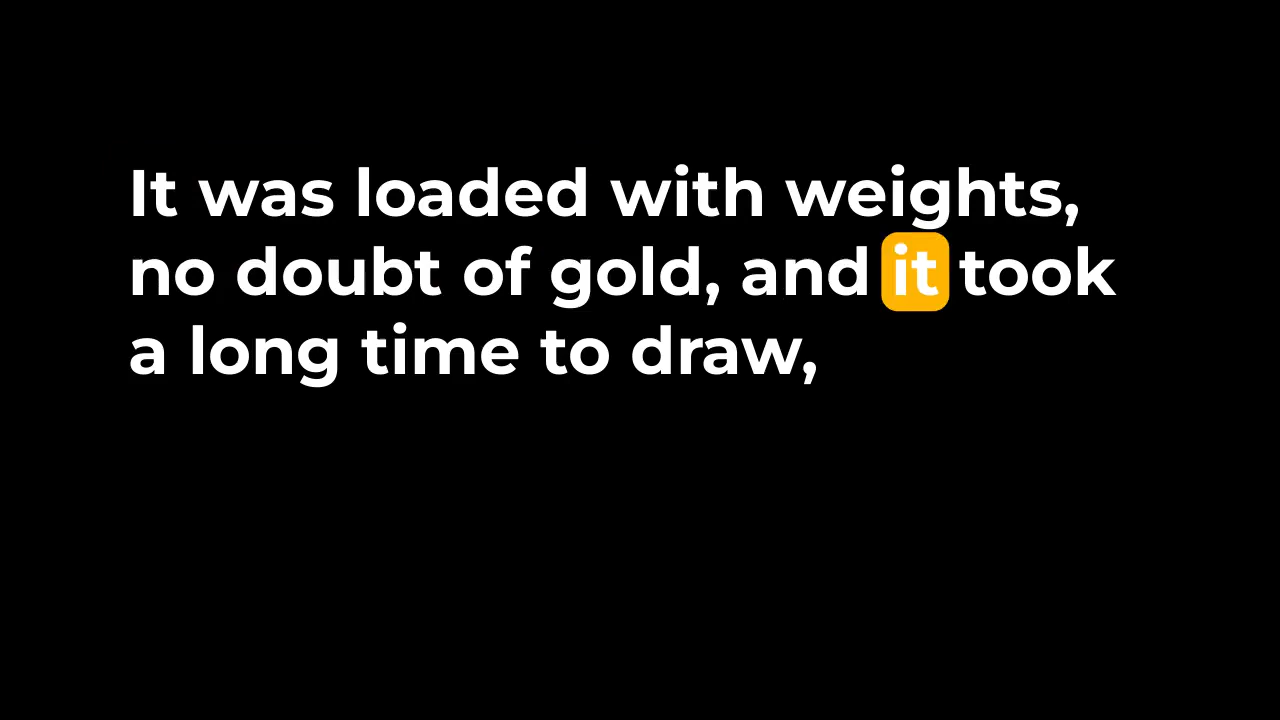 It was loaded with weights,
no doubt of gold, and it took
a long time to draw,